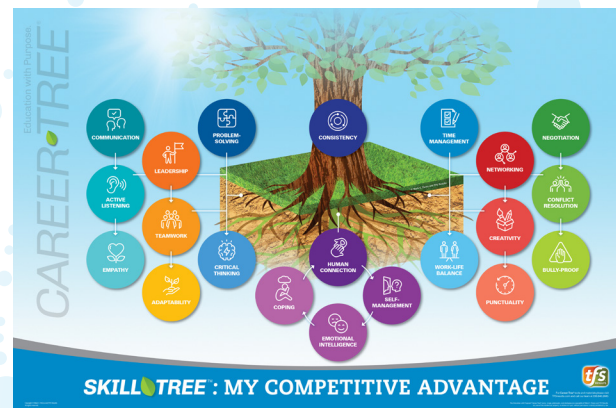 Education with Purpose
CAREER TREE
COMMUNICATION
PROBLEM-
SOLVING
CONSISTENCY
TIME
MANAGEMENT
NEGOTIATION
LEADERSHIP
NETWORKING
ACTIVE
LISTENING
CONFLICT
RESOLUTION
TEAMWORK
CREATIVITY
EMPATHY
CRITICAL
THINKING
HUMAN
CONNECTION
WORK-LIFE
BALANCE
BULLY-PROOF
ADAPTABILITY
COPING
SELF-
MANAGEMENT
PUNCTUALITY
EMOTIONAL
INTELLIGENCE
SKILL TREE™: MY COMPETITIVE ADVANTAGE
tfs